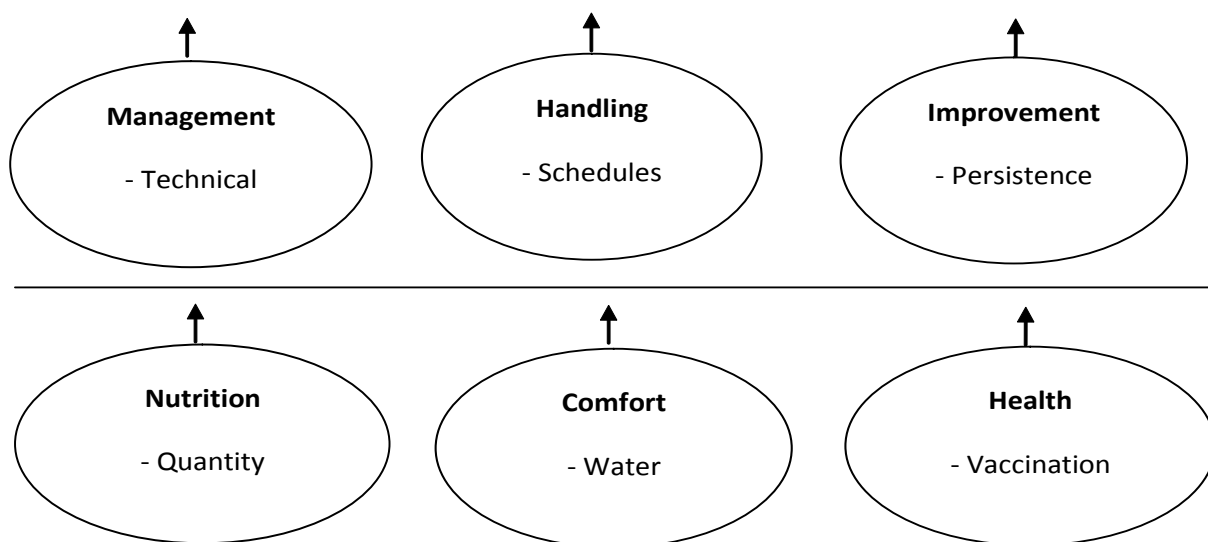 Management
- Technical
Handling
- Schedules
Improvement
- Persistence
Nutrition
- Quantity
Comfort
- Water
Health
- Vaccination